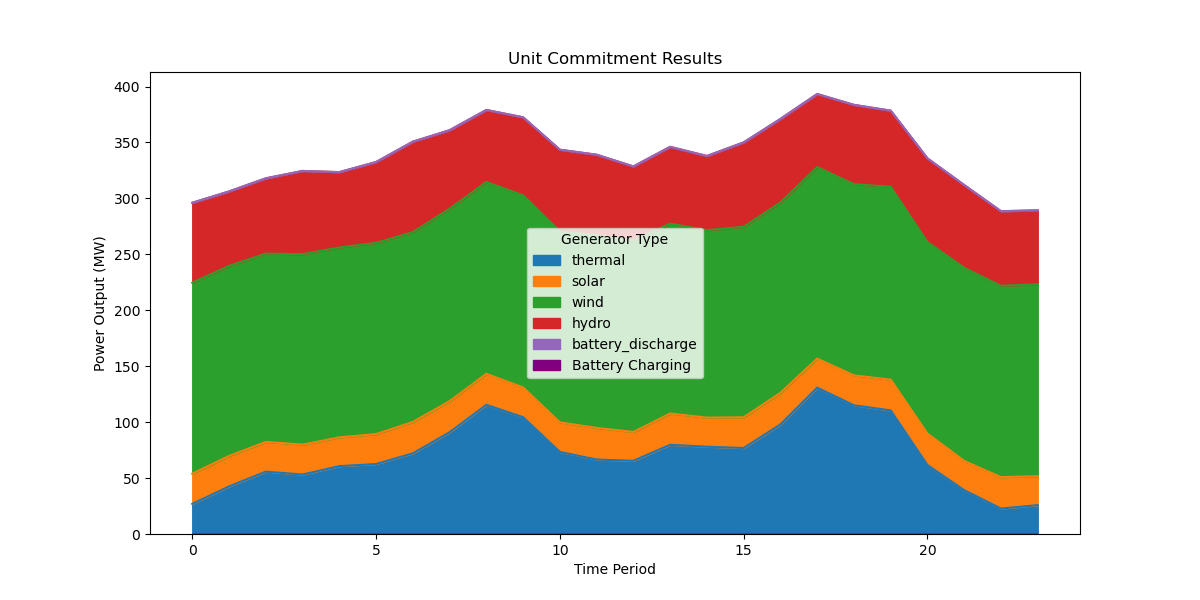 Unit Commitment Results
Power Output (MW)
400
350
300
250
200
150
100
50
0
Generator Type
thermal
solar
wind
hydro
battery_discharge
Battery Charging
0 5 10 15 20
Time Period